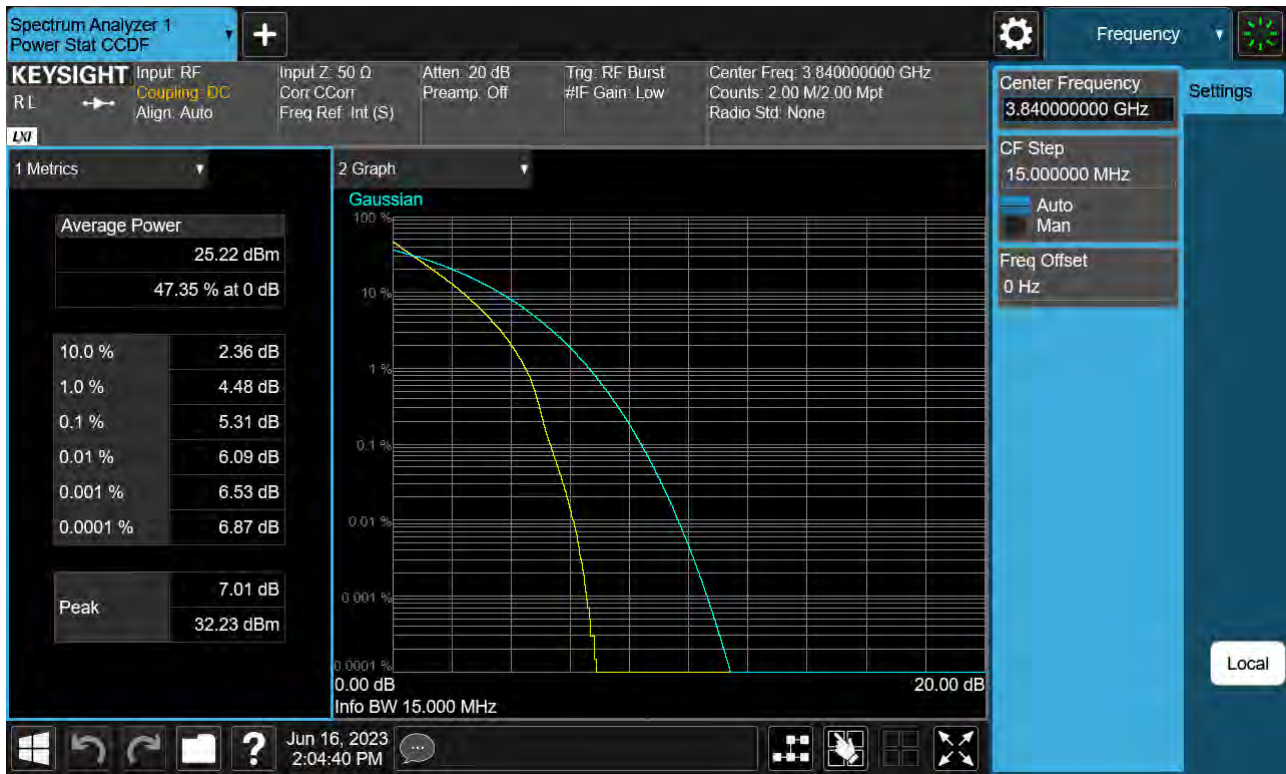 Spectrum Analyzer 1
Power Stat CCDF
Frequency
KEYSIGHT
RL
LXI
Input: RF
Coupling: DC
Align: Auto
Input Z: 50 Ω
Corr CCorr
Freq Ref: Int (S)
Atten: 20 dB
Preamp: Off
Trig: RF Burst
#IF Gain: Low
Center Freq: 3.840000000 GHz
Counts: 2.00 M/2.00 Mpt
Radio Std: None
1 Metrics
Average Power
25.22 dBm
47.35 % at 0 dB
10.0 % 2.36 dB
1.0 % 4.48 dB
0.1 % 5.31 dB
0.01 % 6.09 dB
0.001 % 6.53 dB
0.0001 % 6.87 dB
Peak
7.01 dB
32.23 dBm
2 Graph
Gaussian
100 %
10 %
1 %
0.1 %
0.01 %
0.001 %
0.0001 %
0.00 dB
20.00 dB
Info BW 15.000 MHz
Center Frequency
3.840000000 GHz
CF Step
15.000000 MHz
Auto
Man
Freq Offset
0 Hz
Settings
Local
?
Jun 16, 2023
2:04:40 PM